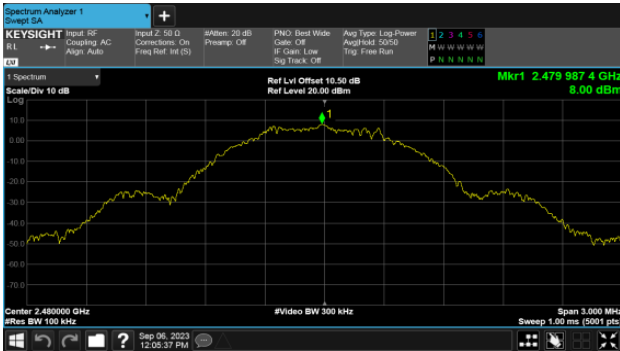 Spectrum Analyzer 1
Swept SA
+
KEYSIGHT Input: RF Input Z: 50 Ω #Atten: 20 dB PNO: Best Wide Avg Type: Log-Power 1 2 3 4 5 6
RL Coupling: AC Corrections: On Preamp: Off Gate: Off Avg|Hold: 50/50 M W W W W W
Align: Auto Freq Ref: Int (S) IF Gain: Low Trig: Free Run
LXI Sig Track: Off P N N N N N
1 Spectrum Ref Lvl Offset 10.50 dB Mkr1 2.479 987 4 GHz
Scale/Div 10 dB Ref Level 20.00 dBm 8.00 dBm
Log
1
10.0
0.00
-10.0
-20.0
-30.0
-40.0
-50.0
-60.0
-70.0
Center 2.480000 GHz #Video BW 300 kHz Span 3.000 MHz
#Res BW 100 kHz Sweep 1.00 ms (5001 pts)
? Sep 06, 2023
12:05:37 PM